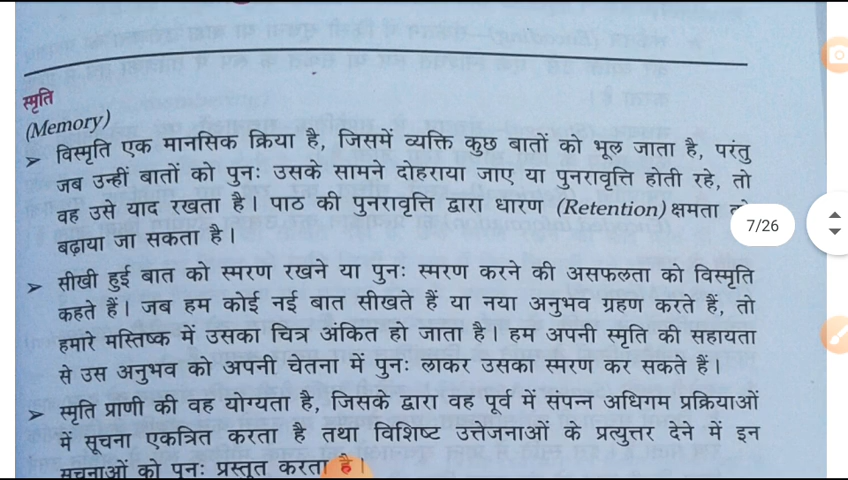 स्मृति
(Memory)
➤ विस्मृति एक मानसिक क्रिया है, जिसमें व्यक्ति कुछ बातों को भूल जाता है, परंतु
जब उन्हीं बातों को पुनः उसके सामने दोहराया जाए या पुनरावृत्ति होती रहे, तो
वह उसे याद रखता है। पाठ की पुनरावृत्ति द्वारा धारण (Retention) क्षमता
7/26
बढ़ाया जा सकता है।
➤ सीखी हुई बात को स्मरण रखने या पुनः स्मरण करने की असफलता को विस्मृति
कहते हैं। जब हम कोई नई बात सीखते हैं या नया अनुभव ग्रहण करते हैं, तो
हमारे मस्तिष्क में उसका चित्र अंकित हो जाता है। हम अपनी स्मृति की सहायता
से उस अनुभव को अपनी चेतना में पुनः लाकर उसका स्मरण कर सकते हैं।
➤ स्मृति प्राणी की वह योग्यता है, जिसके द्वारा वह पूर्व में संपन्न अधिगम प्रक्रियाओं
में सूचना एकत्रित करता है तथा विशिष्ट उत्तेजनाओं के प्रत्युत्तर देने में इन
सूचनाओं को पुनः प्रस्तुत करता है।